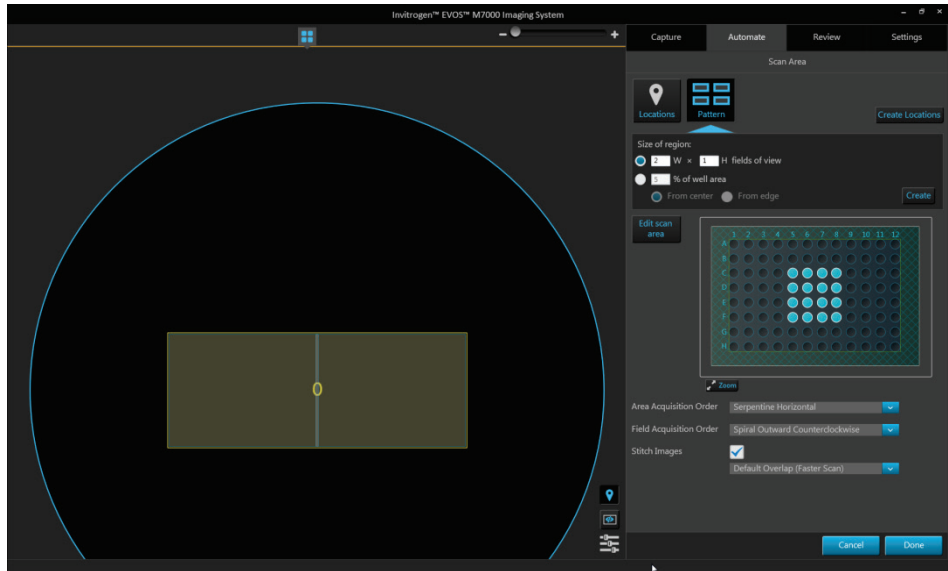 Invitrogen™ EVOS™ M7000 Imaging System
Capture Automate Review Settings
Scan Area
Locations Pattern Create Locations
Size of region:
2 W × 1 H fields of view
5 % of well area
From center From edge Create
Edit scan
area
1 2 3 4 5 6 7 8 9 10 11 12
A
B
C
D
E
F
G
H
Zoom
Area Acquisition Order Serpentine Horizontal
Field Acquisition Order Spiral Outward Counterclockwise
Stitch Images
Default Overlap (Faster Scan)
Cancel Done